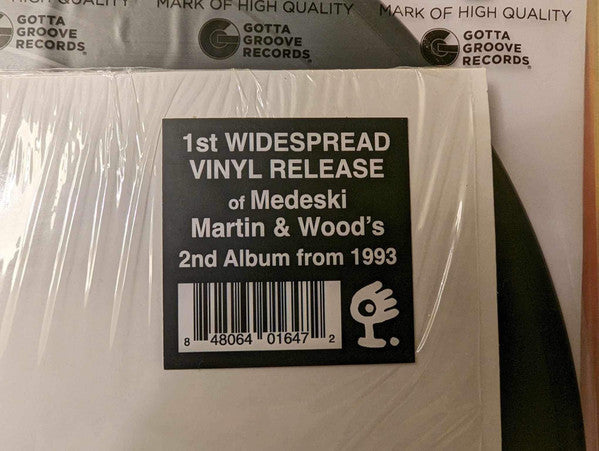 HIGH QUALITY
MARK OF HIGH QUALITY
MARK OF HIGH QUALITY
GOTTA
GROOVE
RECORDS
GOTTA
GROOVE
RECORDS
GOTTA
GROOVE
RECORDS
1st WIDESPREAD
VINYL RELEASE
of Medeski
Martin & Wood's
2nd Album from 1993
8 48064 01647 2